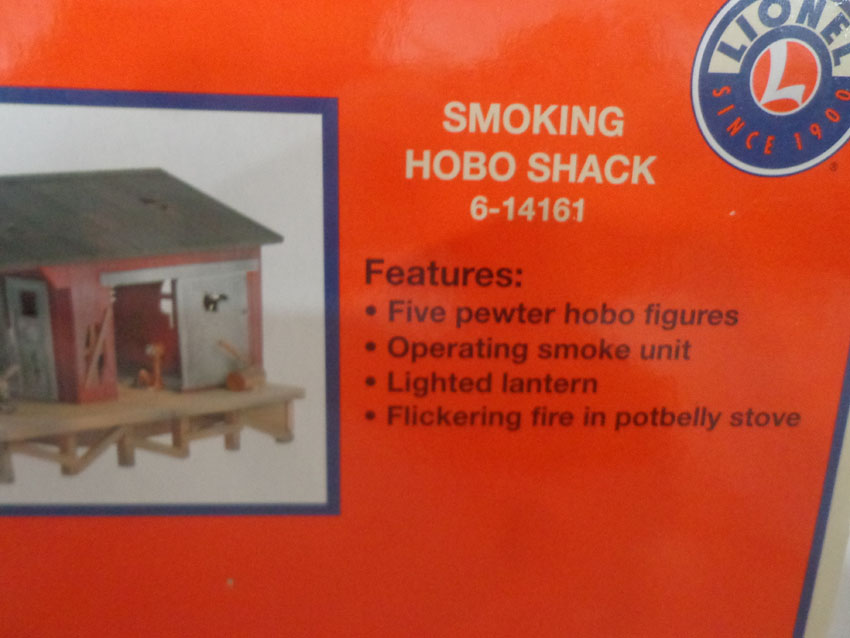 LIONEL
L
SINCE 1900
®
SMOKING
HOBO SHACK
6-14161
Features:
• Five pewter hobo figures
• Operating smoke unit
• Lighted lantern
• Flickering fire in potbelly stove